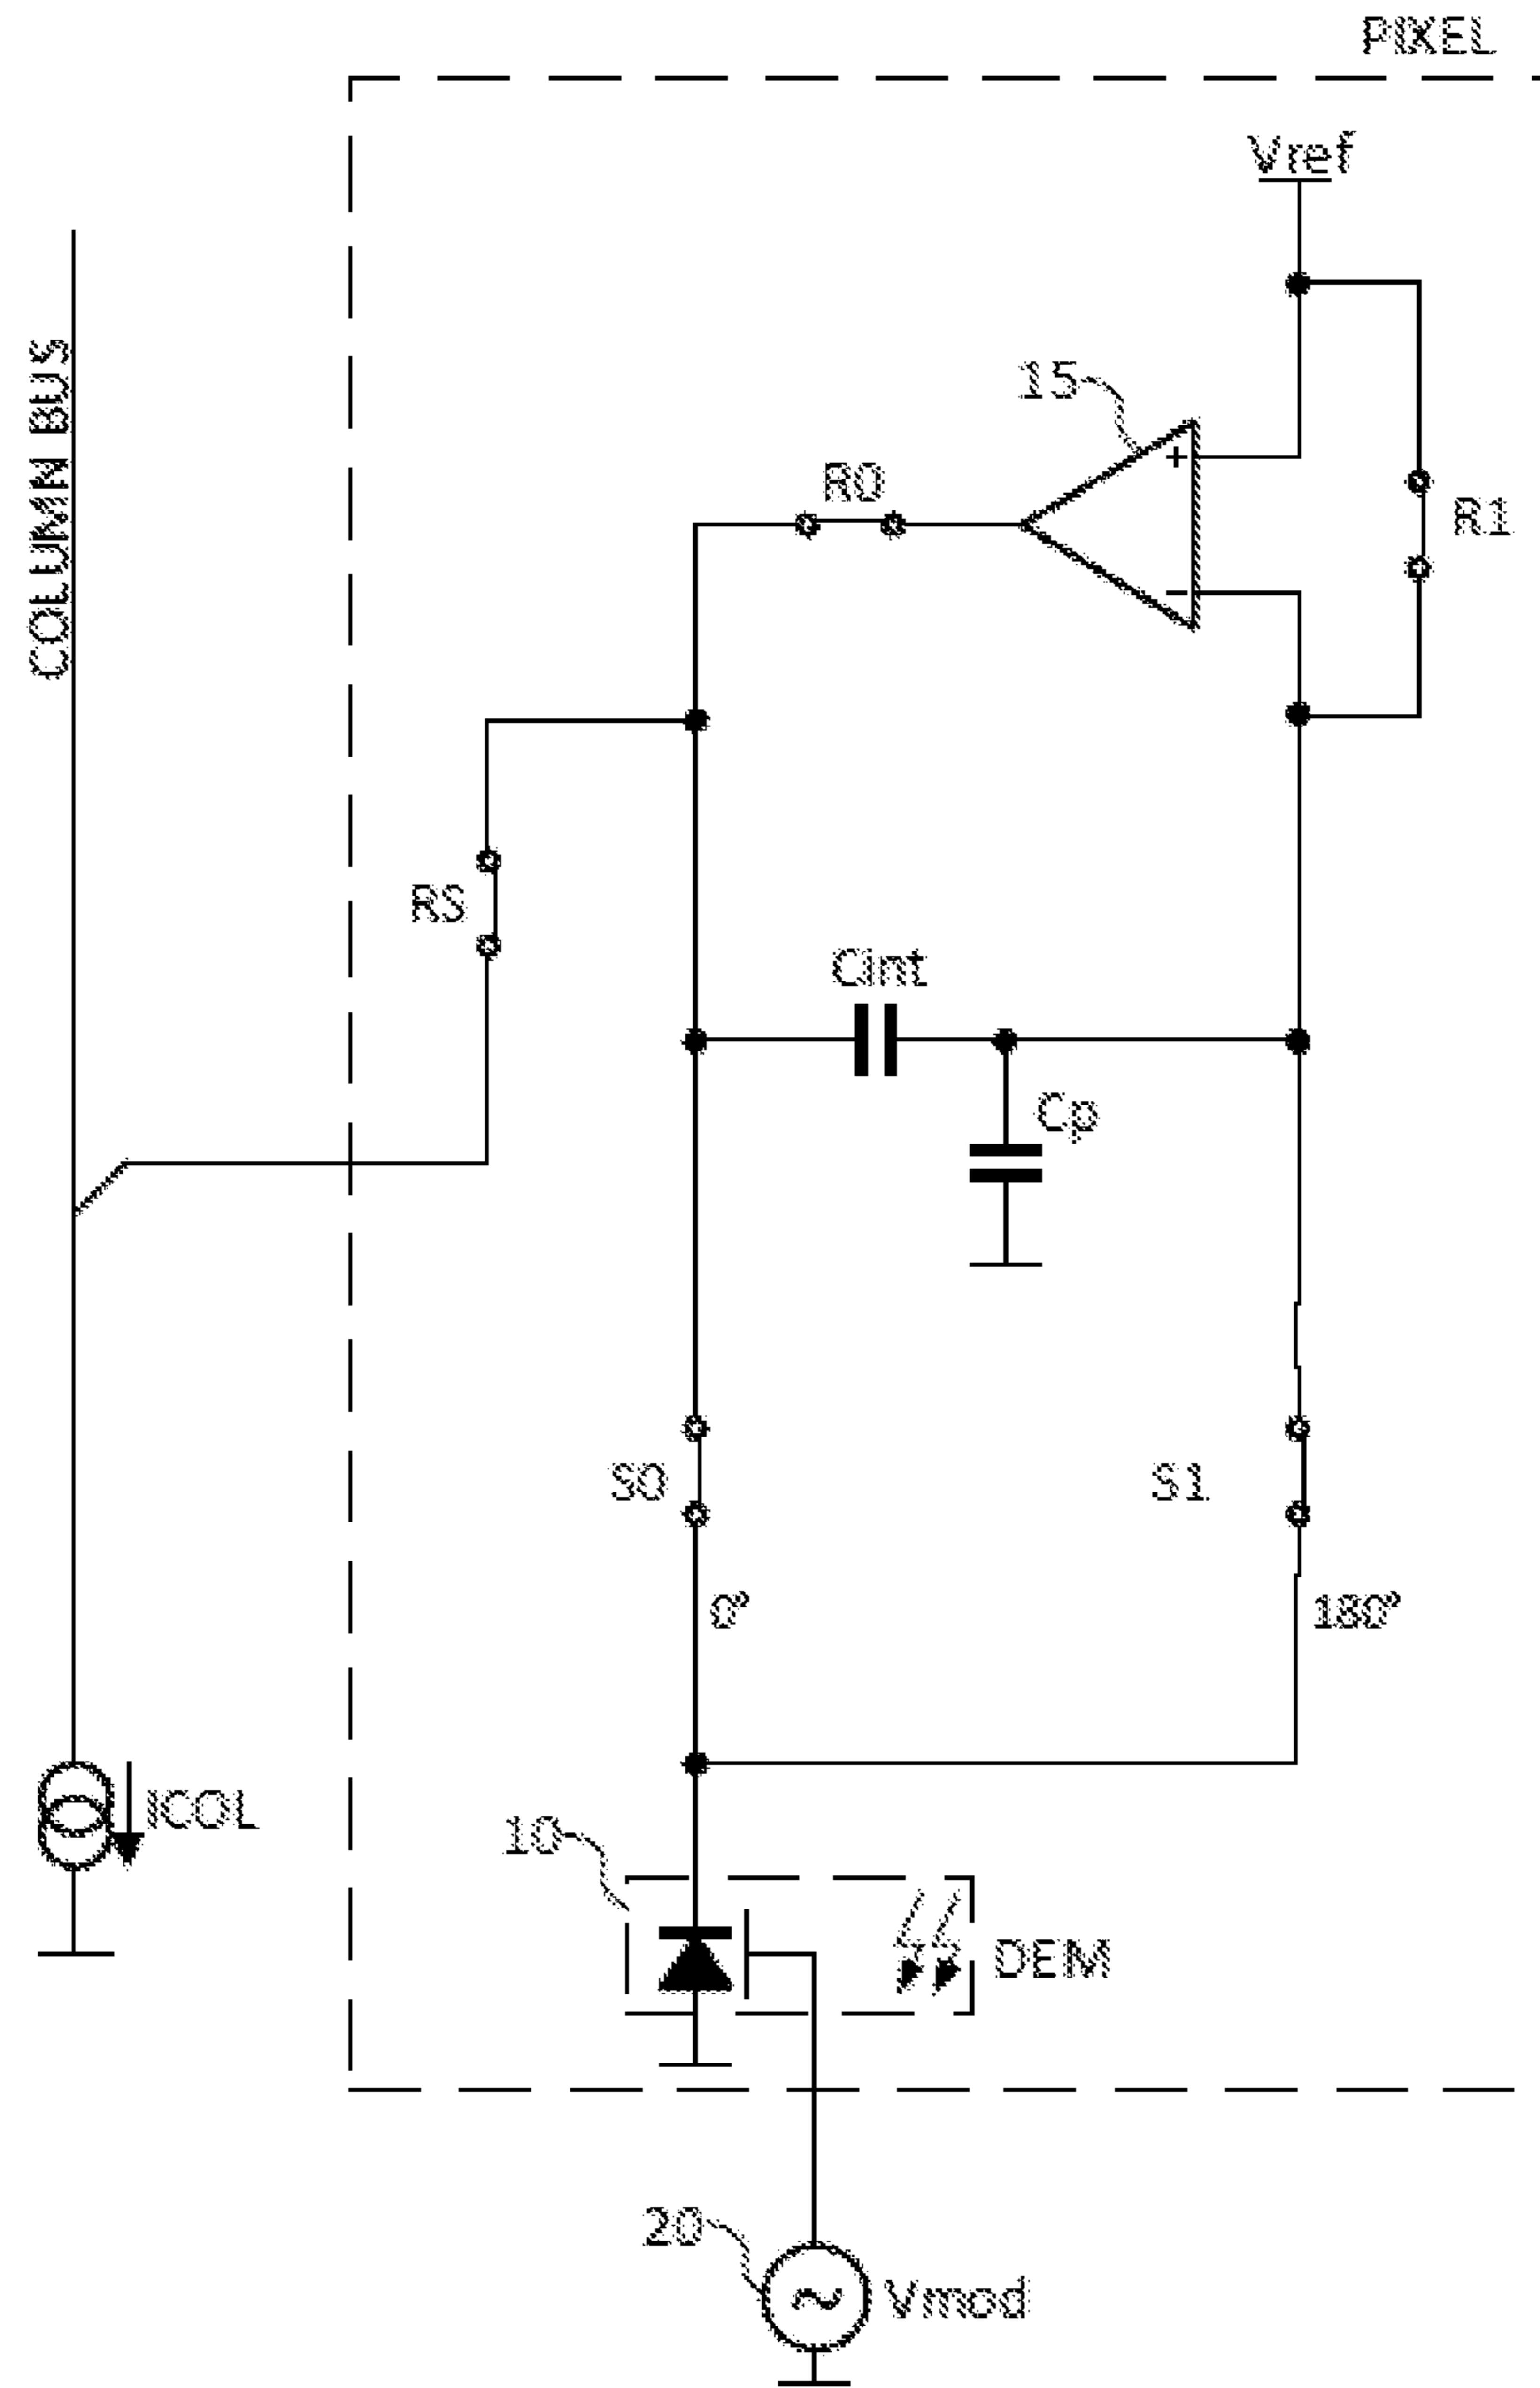 PIXEL
Vref
COLUMN BUS
15
R0
R1
RS
Cint
Cp
S0
S1
0°
180°
ICOL
10
DEM
20
Vmod